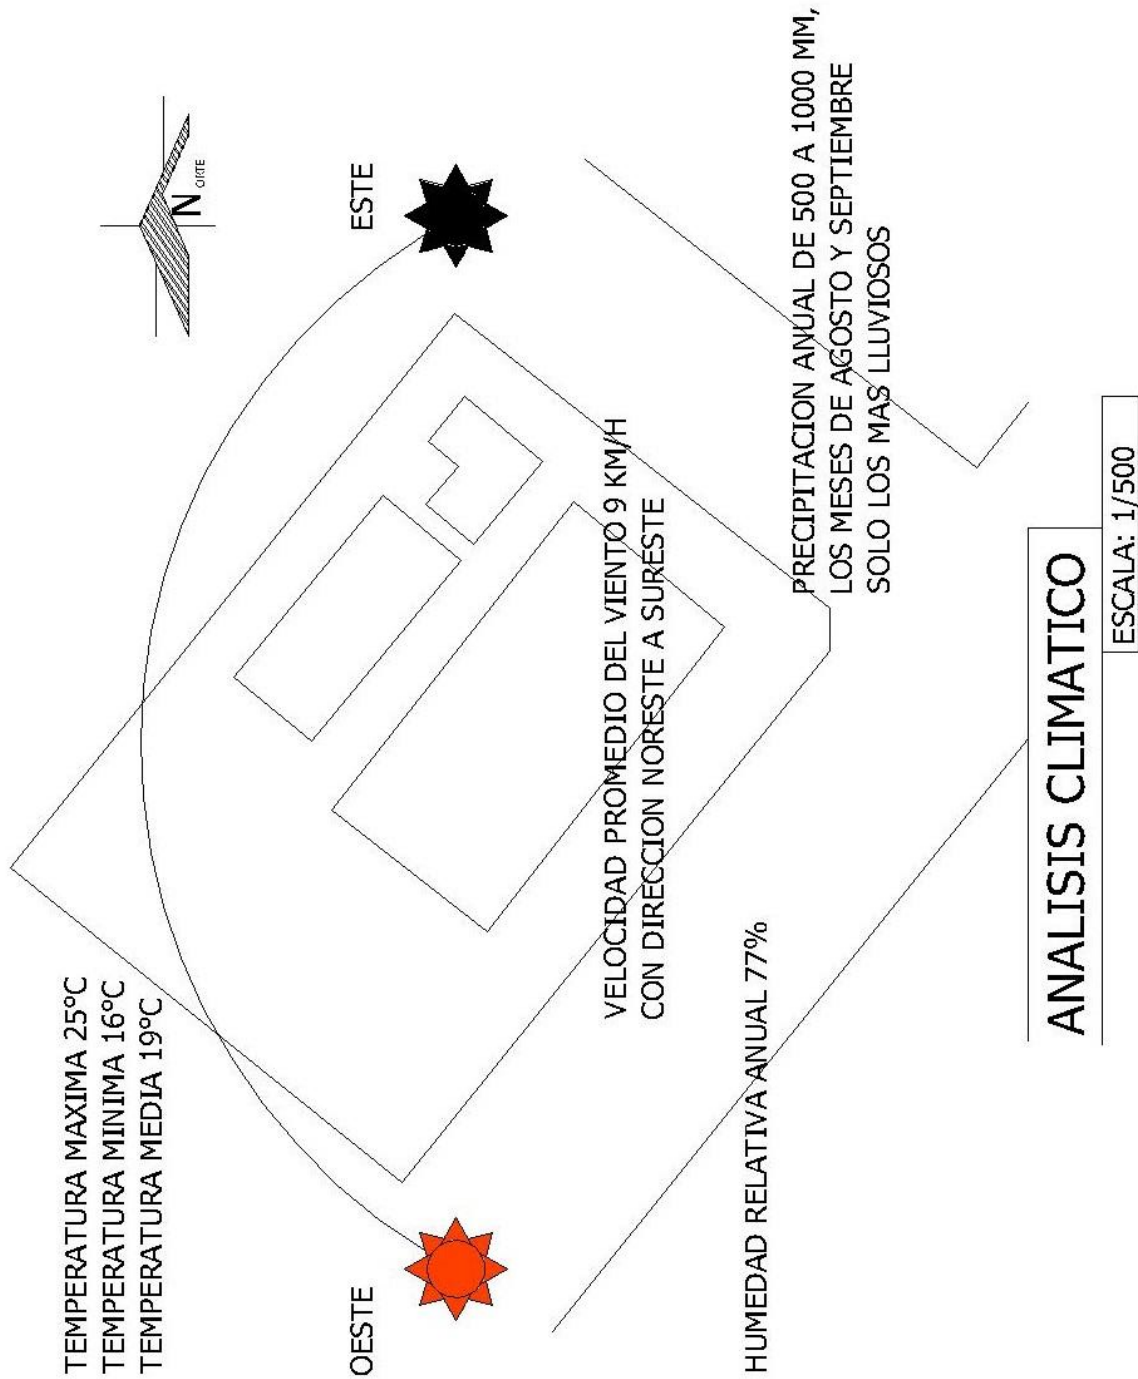 TEMPERATURA MAXIMA 25°C
TEMPERATURA MINIMA 16°C
TEMPERATURA MEDIA 19°C
N ORTE
OESTE
ESTE
VELOCIDAD PROMEDIO DEL VIENTO 9 KM/H
CON DIRECCION NORESTE A SURESTE
HUMEDAD RELATIVA ANUAL 77%
PRECIPITACION ANUAL DE 500 A 1000 MM,
LOS MESES DE AGOSTO Y SEPTIEMBRE
SOLO LOS MAS LLUVIOSOS
ANALISIS CLIMATICO
ESCALA: 1/500